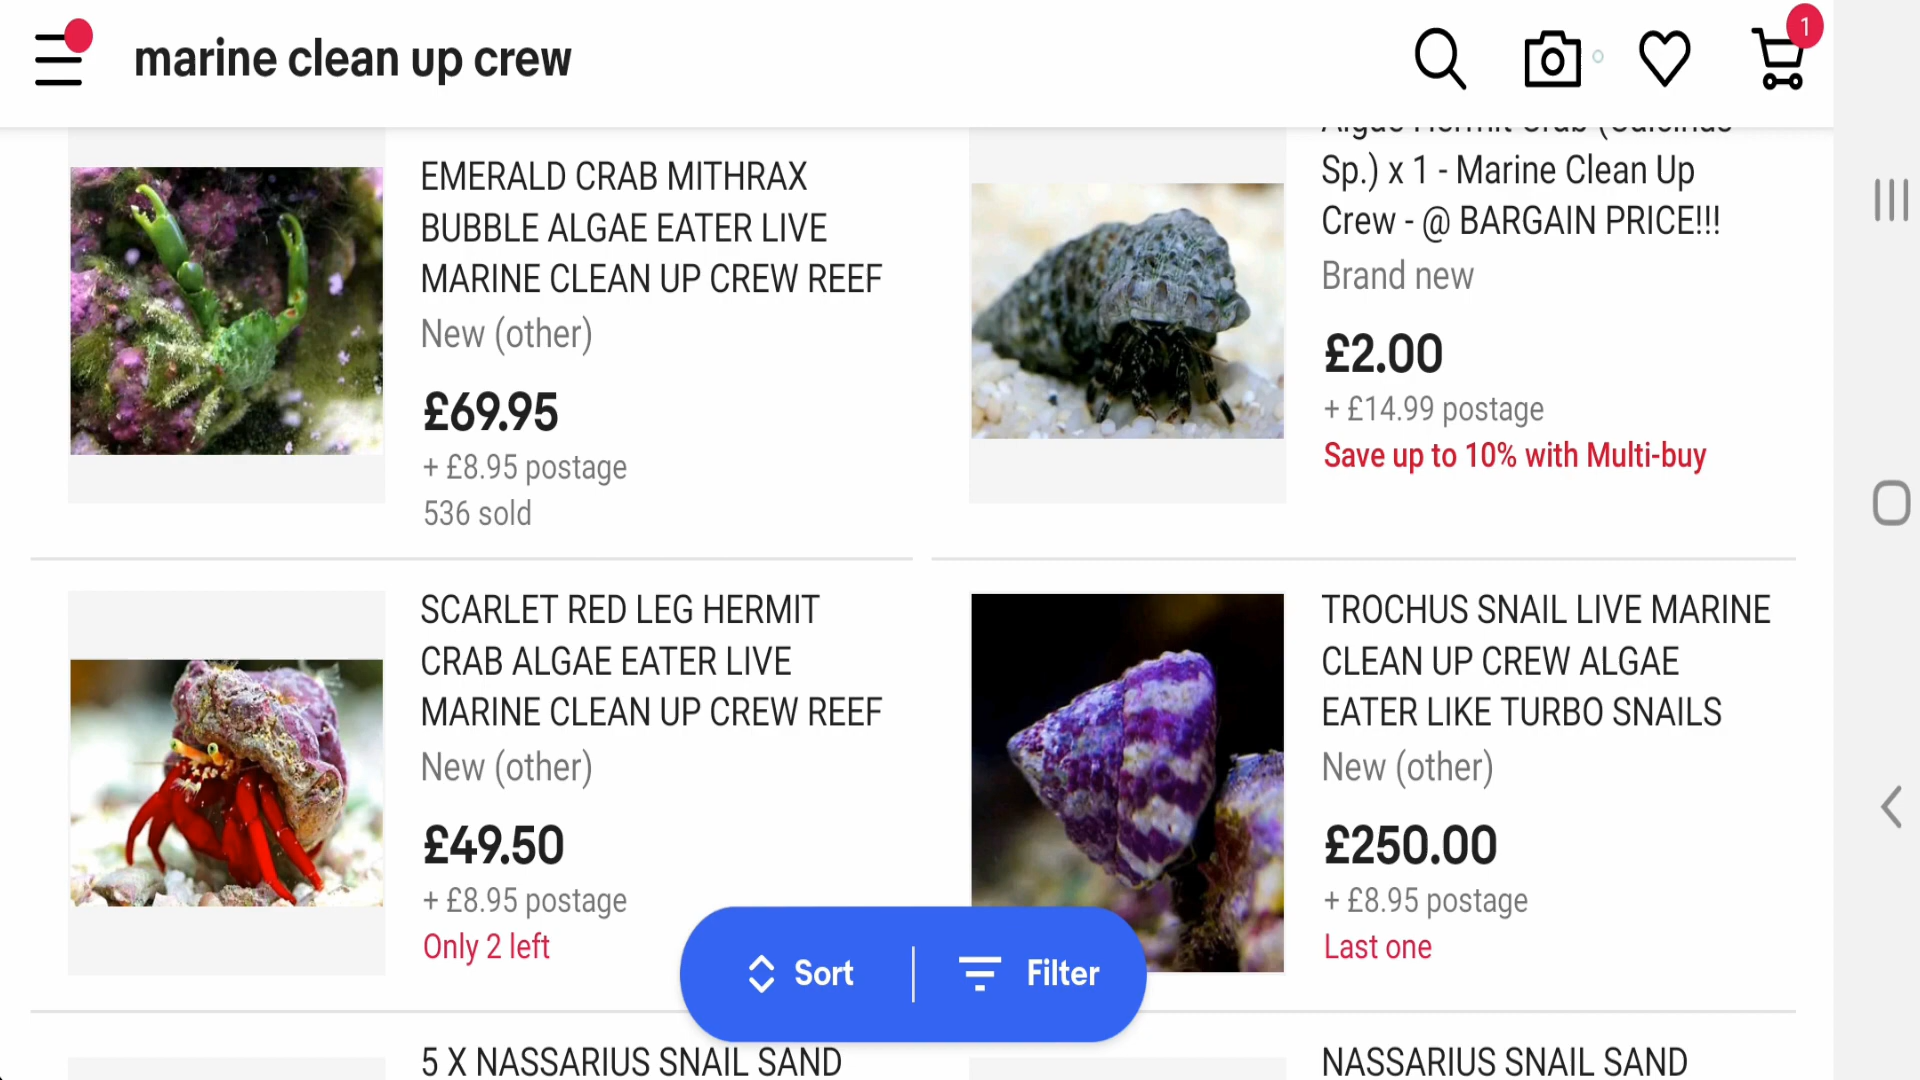 marine clean up crew
1
EMERALD CRAB MITHRAX
BUBBLE ALGAE EATER LIVE
MARINE CLEAN UP CREW REEF
New (other)
£69.95
+ £8.95 postage
536 sold
Sp.) x 1 - Marine Clean Up
Crew - @ BARGAIN PRICE!!!
Brand new
£2.00
+ £14.99 postage
Save up to 10% with Multi-buy
SCARLET RED LEG HERMIT
CRAB ALGAE EATER LIVE
MARINE CLEAN UP CREW REEF
New (other)
£49.50
+ £8.95 postage
Only 2 left
TROCHUS SNAIL LIVE MARINE
CLEAN UP CREW ALGAE
EATER LIKE TURBO SNAILS
New (other)
£250.00
+ £8.95 postage
Last one
Sort
Filter
5 X NASSARIUS SNAIL SAND
NASSARIUS SNAIL SAND